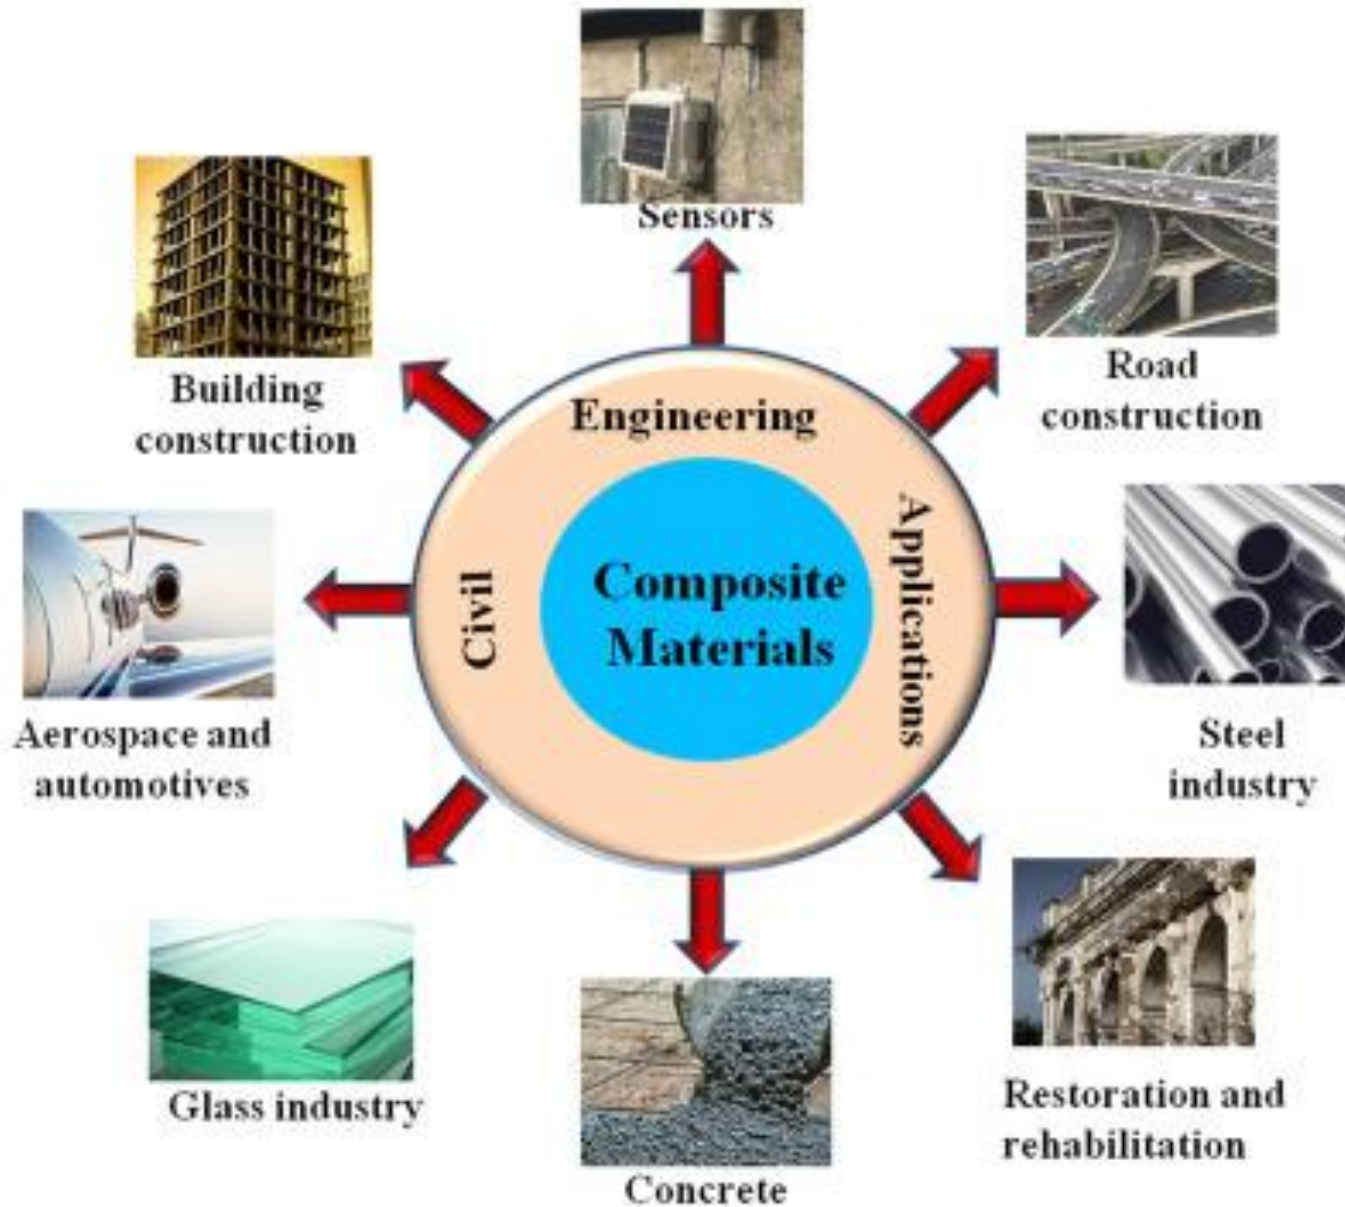 Sensors
Building
construction
Road
construction
Civil
Engineering
Applications
Composite
Materials
Aerospace and
automotives
Steel
industry
Glass industry
Restoration and
rehabilitation
Concrete